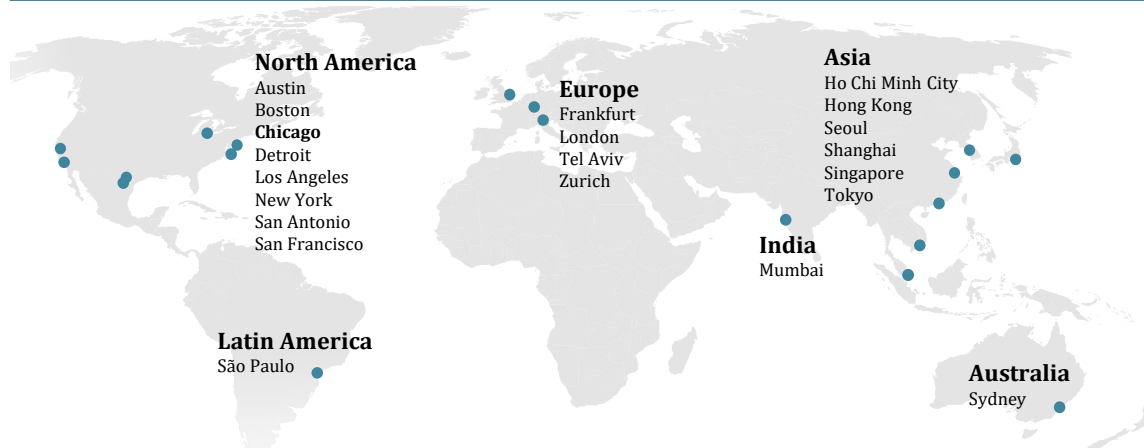 North America
Austin
Boston
Chicago
Detroit
Los Angeles
New York
San Antonio
San Francisco
Latin America
São Paulo
Europe
Frankfurt
London
Tel Aviv
Zurich
India
Mumbai
Asia
Ho Chi Minh City
Hong Kong
Seoul
Shanghai
Singapore
Tokyo
Australia
Sydney